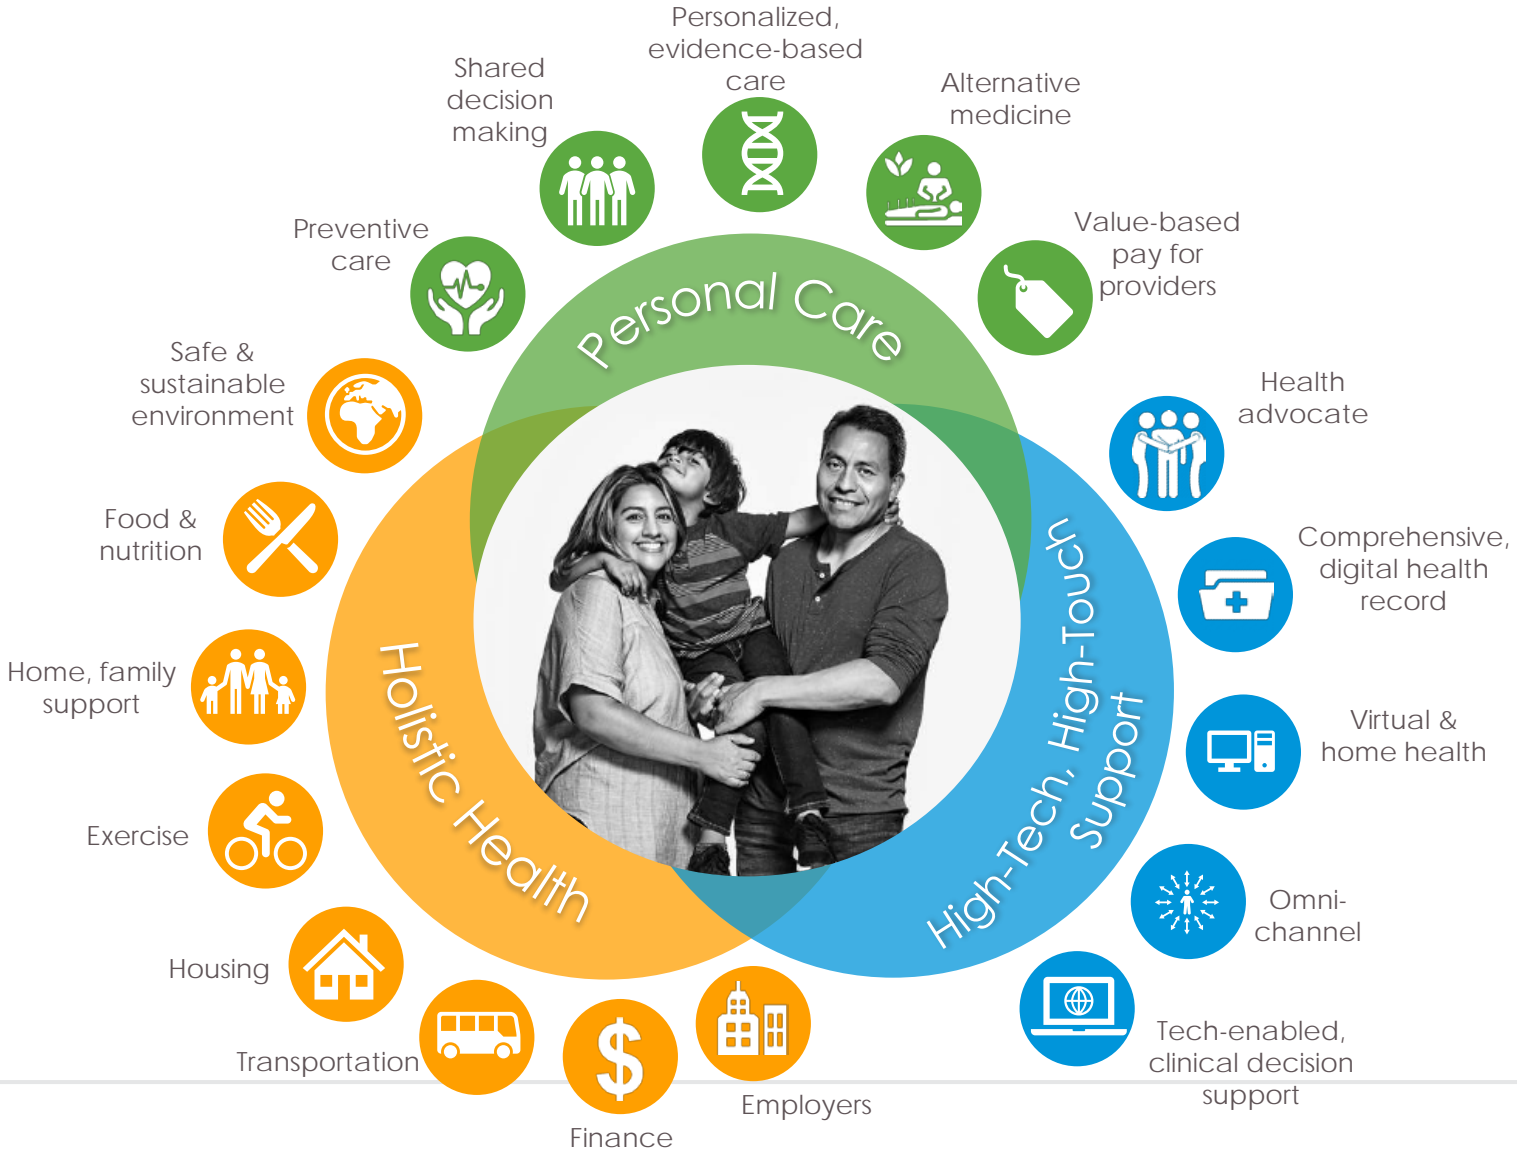 Personalized,
evidence-based
care
Shared
decision
making
Alternative
medicine
Preventive
care
Value-based
pay for
providers
Personal Care
Safe &
sustainable
environment
Health
advocate
Food &
nutrition
Comprehensive,
digital health
record
Home, family
support
Holistic Health
High-Tech, High-Touch
Support
Virtual &
home health
Exercise
Omni-
channel
Housing
Transportation
Tech-enabled,
clinical decision
support
$
Employers
Finance